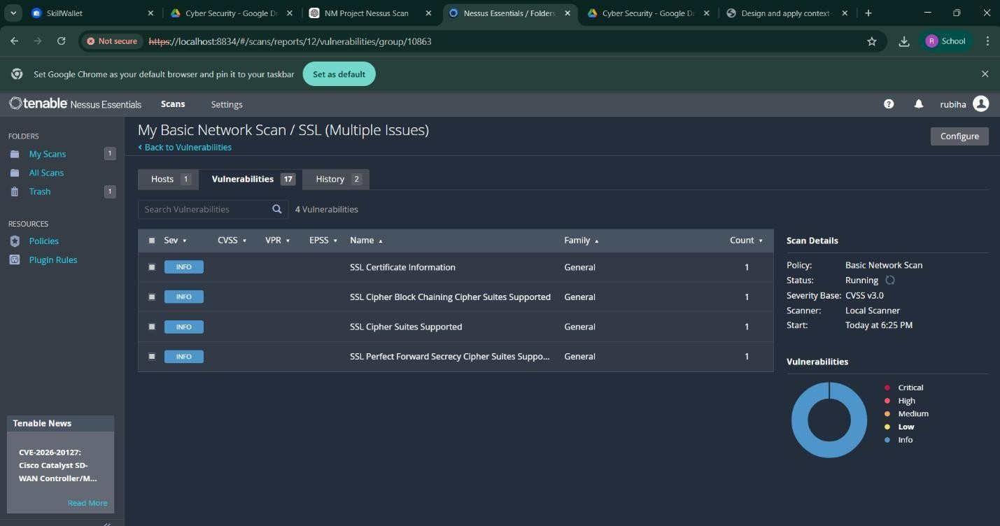 SkillWallet
Cyber Security - Google Dr
NM Project Nessus Scan
Nessus Essentials / Folders
Cyber Security - Google Dr
Design and apply context-
Not secure https://localhost:8834/#/scans/reports/12/vulnerabilities/group/10863
R School
Set Google Chrome as your default browser and pin it to your taskbar Set as default
tenable Nessus Essentials Scans Settings
rubiha
FOLDERS
My Scans 1
All Scans
Trash 1
RESOURCES
Policies
Plugin Rules
Tenable News
CVE-2026-20127:
Cisco Catalyst SD-
WAN Controller/M...
Read More
My Basic Network Scan / SSL (Multiple Issues)
Configure
‹ Back to Vulnerabilities
Hosts 1 Vulnerabilities 17 History 2
Search Vulnerabilities 4 Vulnerabilities
Sev CVSS VPR EPSS Name Family Count
INFO SSL Certificate Information General 1
INFO SSL Cipher Block Chaining Cipher Suites Supported General 1
INFO SSL Cipher Suites Supported General 1
INFO SSL Perfect Forward Secrecy Cipher Suites Suppo... General 1
Scan Details
Policy: Basic Network Scan
Status: Running
Severity Base: CVSS v3.0
Scanner: Local Scanner
Start: Today at 6:25 PM
Vulnerabilities
Critical
High
Medium
Low
Info